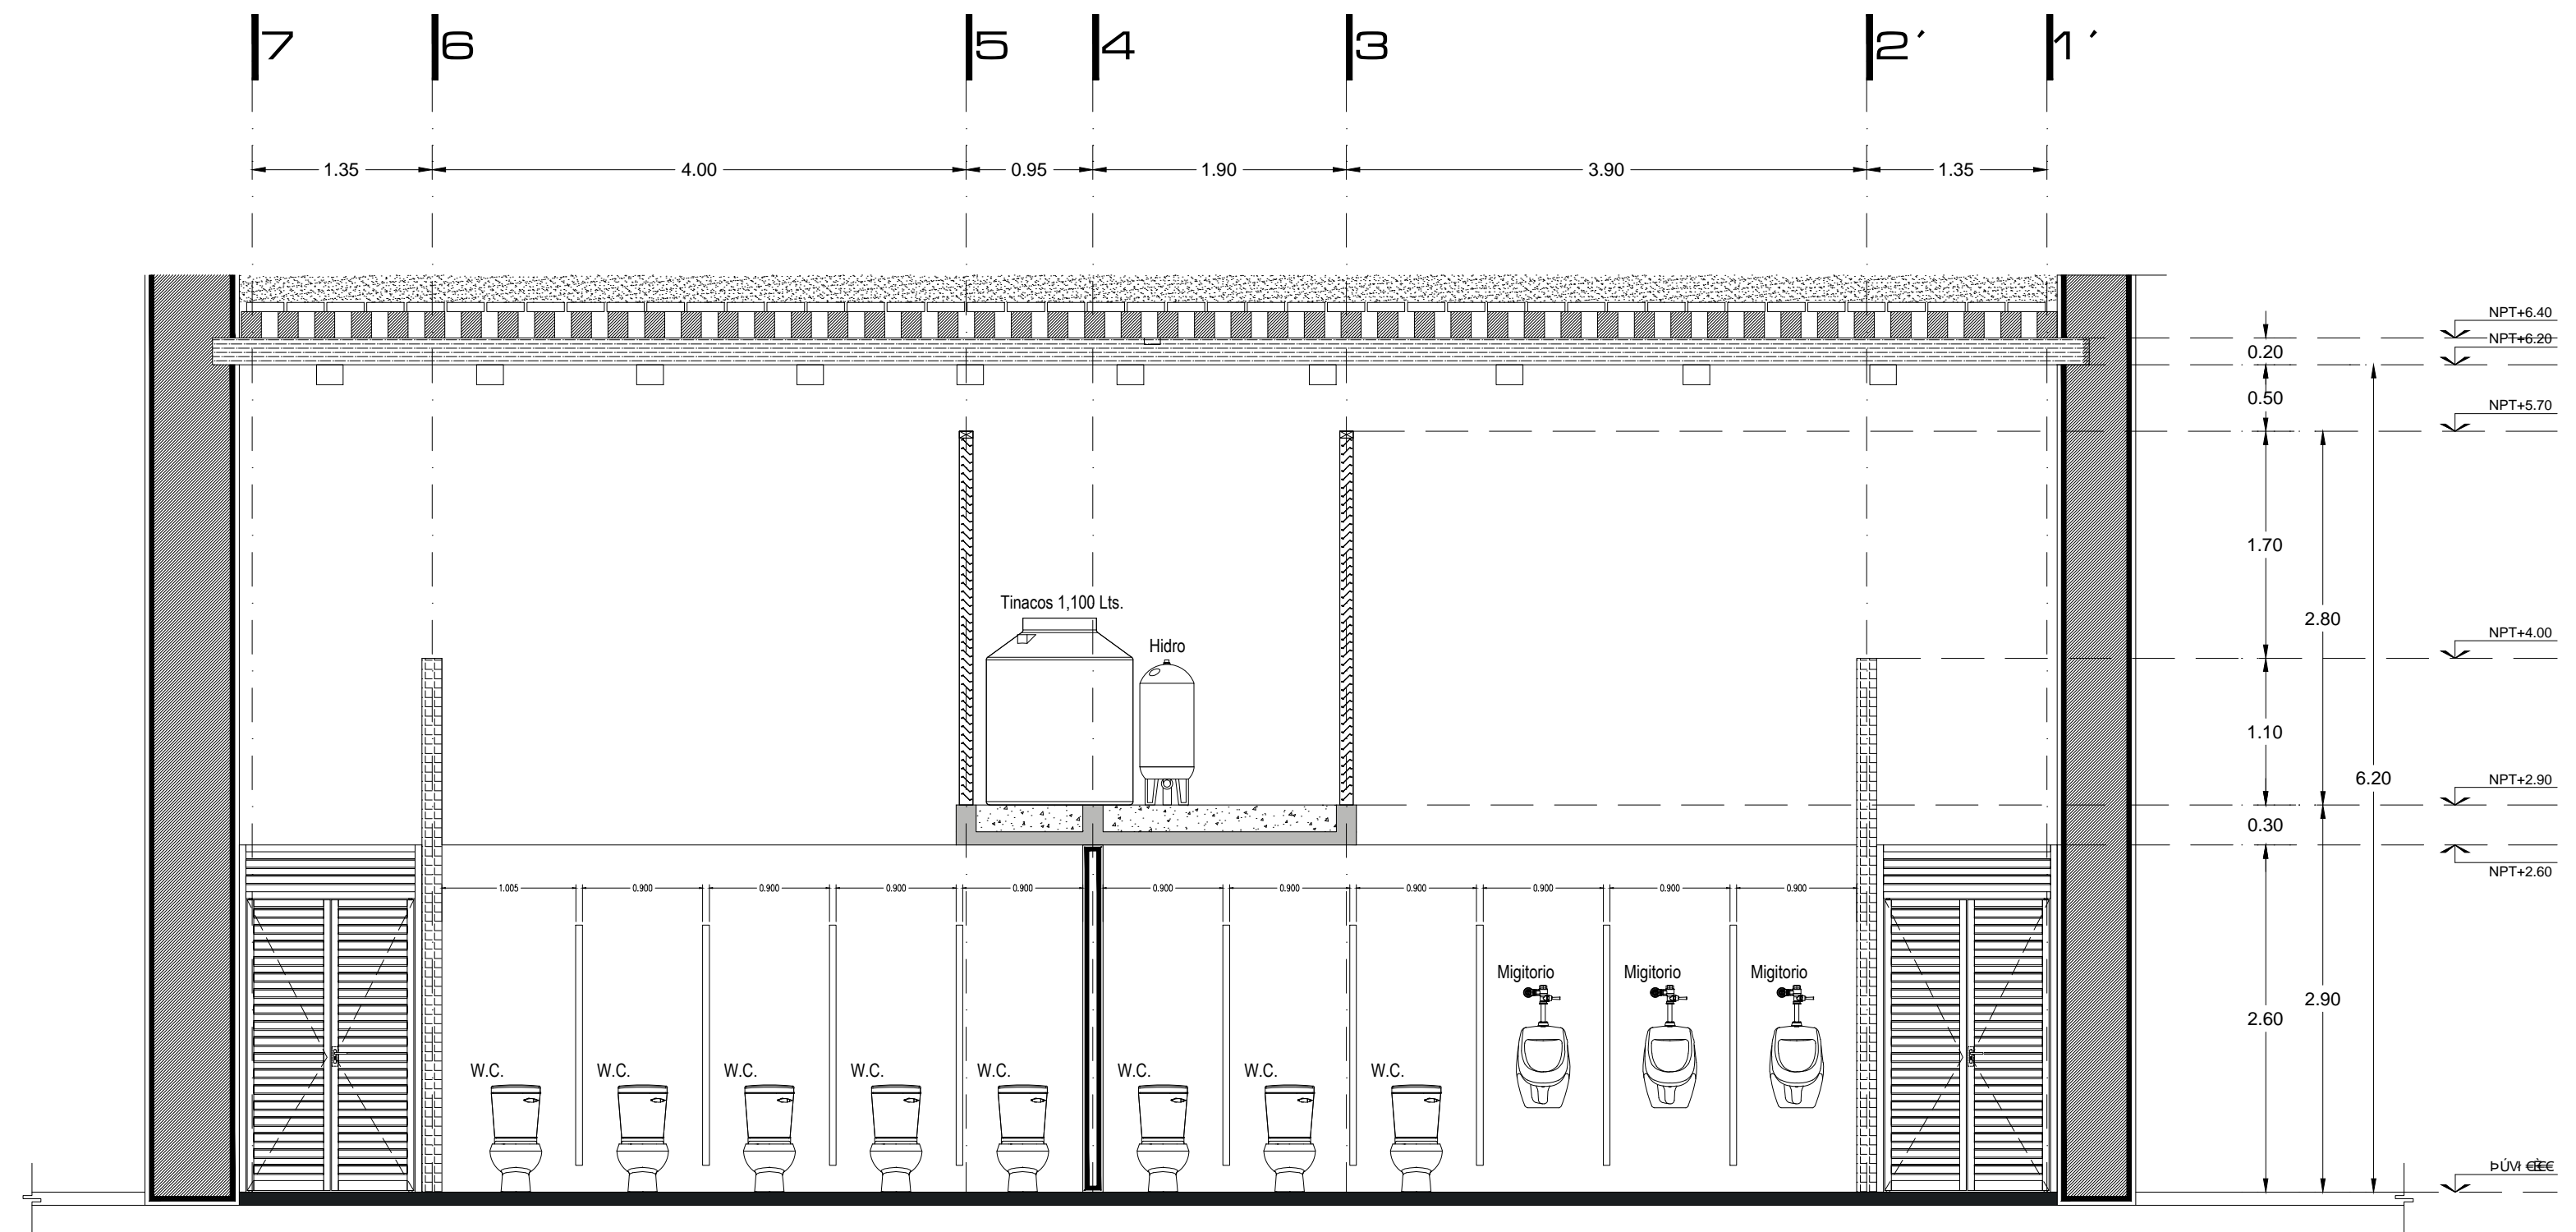 7 6 5 4 3 2´ 1´
1.35 4.00 0.95 1.90 3.90 1.35
NPT+6.40
NPT+6.20
0.20
0.50
NPT+5.70
1.70
Tinacos 1,100 Lts.
2.80
Hidro
NPT+4.00
1.10
6.20
NPT+2.90
0.30
NPT+2.60
1.005 0.900 0.900 0.900 0.900 0.900 0.900 0.900 0.900 0.900 0.900
Migitorio Migitorio Migitorio
2.90
2.60
W.C. W.C. W.C. W.C. W.C. W.C. W.C. W.C.